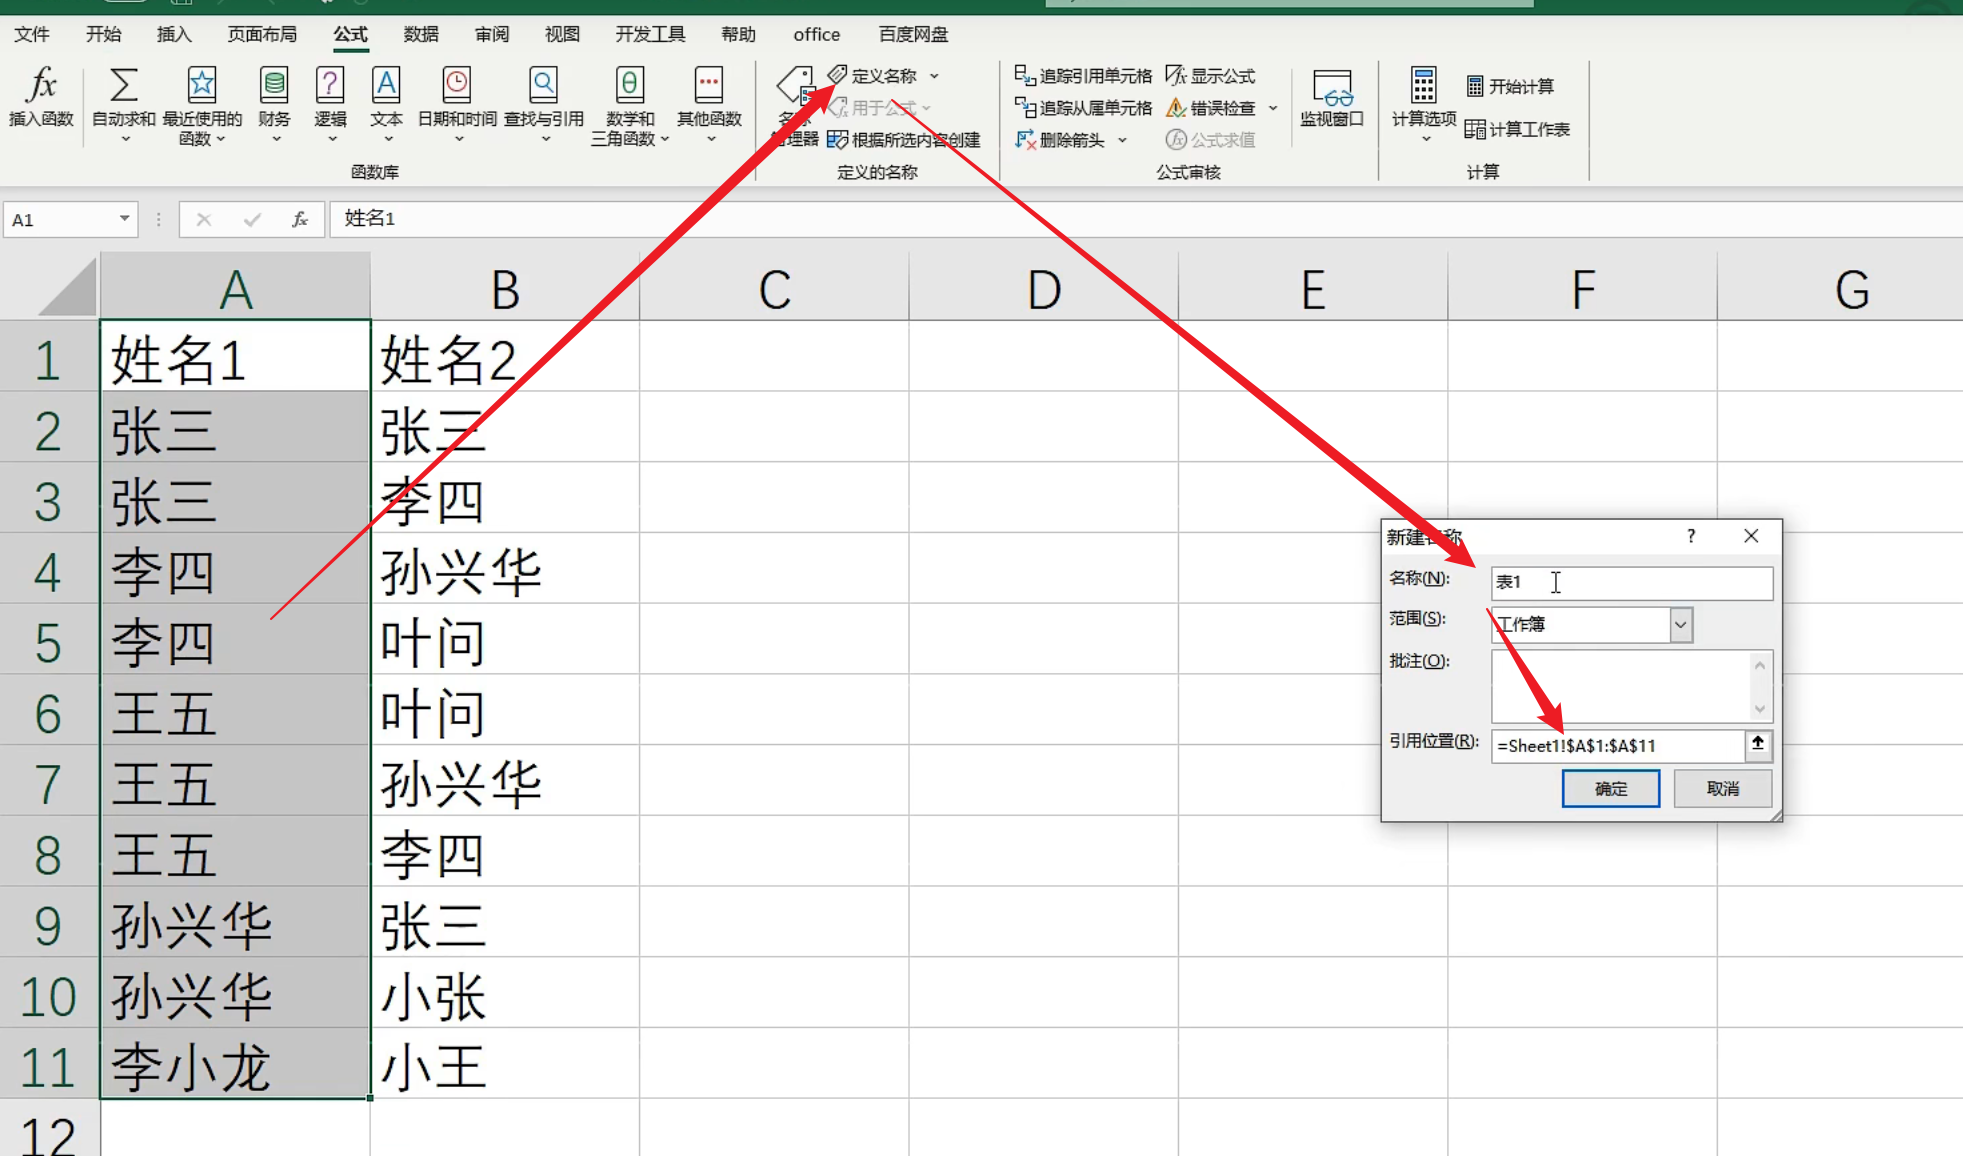 文件 开始 插入 页面布局 公式 数据 审阅 视图 开发工具 帮助 office 百度网盘
fx 插入函数
自动求和
最近使用的函数
财务
逻辑
文本
日期和时间
查找与引用
数学和三角函数
其他函数
函数库
定义名称
用于公式
根据所选内容创建
定义的名称
追踪引用单元格
追踪从属单元格
删除箭头
显示公式
错误检查
公式求值
公式审核
监视窗口
计算选项
开始计算
计算工作表
计算
A1 fx 姓名1
A B C D E F G
1 姓名1 姓名2
2 张三 张三
3 张三 李四
4 李四 孙兴华
5 李四 叶问
6 王五 叶问
7 王五 孙兴华
8 王五 李四
9 孙兴华 张三
10 孙兴华 小张
11 李小龙 小王
12
新建名称 ?
名称(N): 表1
范围(S): 工作簿
批注(O):
引用位置(R): =Sheet1!$A$1:$A$11
确定 取消